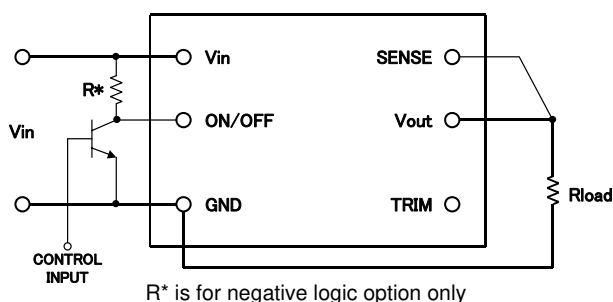 Vin
SENSE
R*
ON/OFF
Vout
Vin
GND
TRIM
Rload
CONTROL
INPUT
R* is for negative logic option only